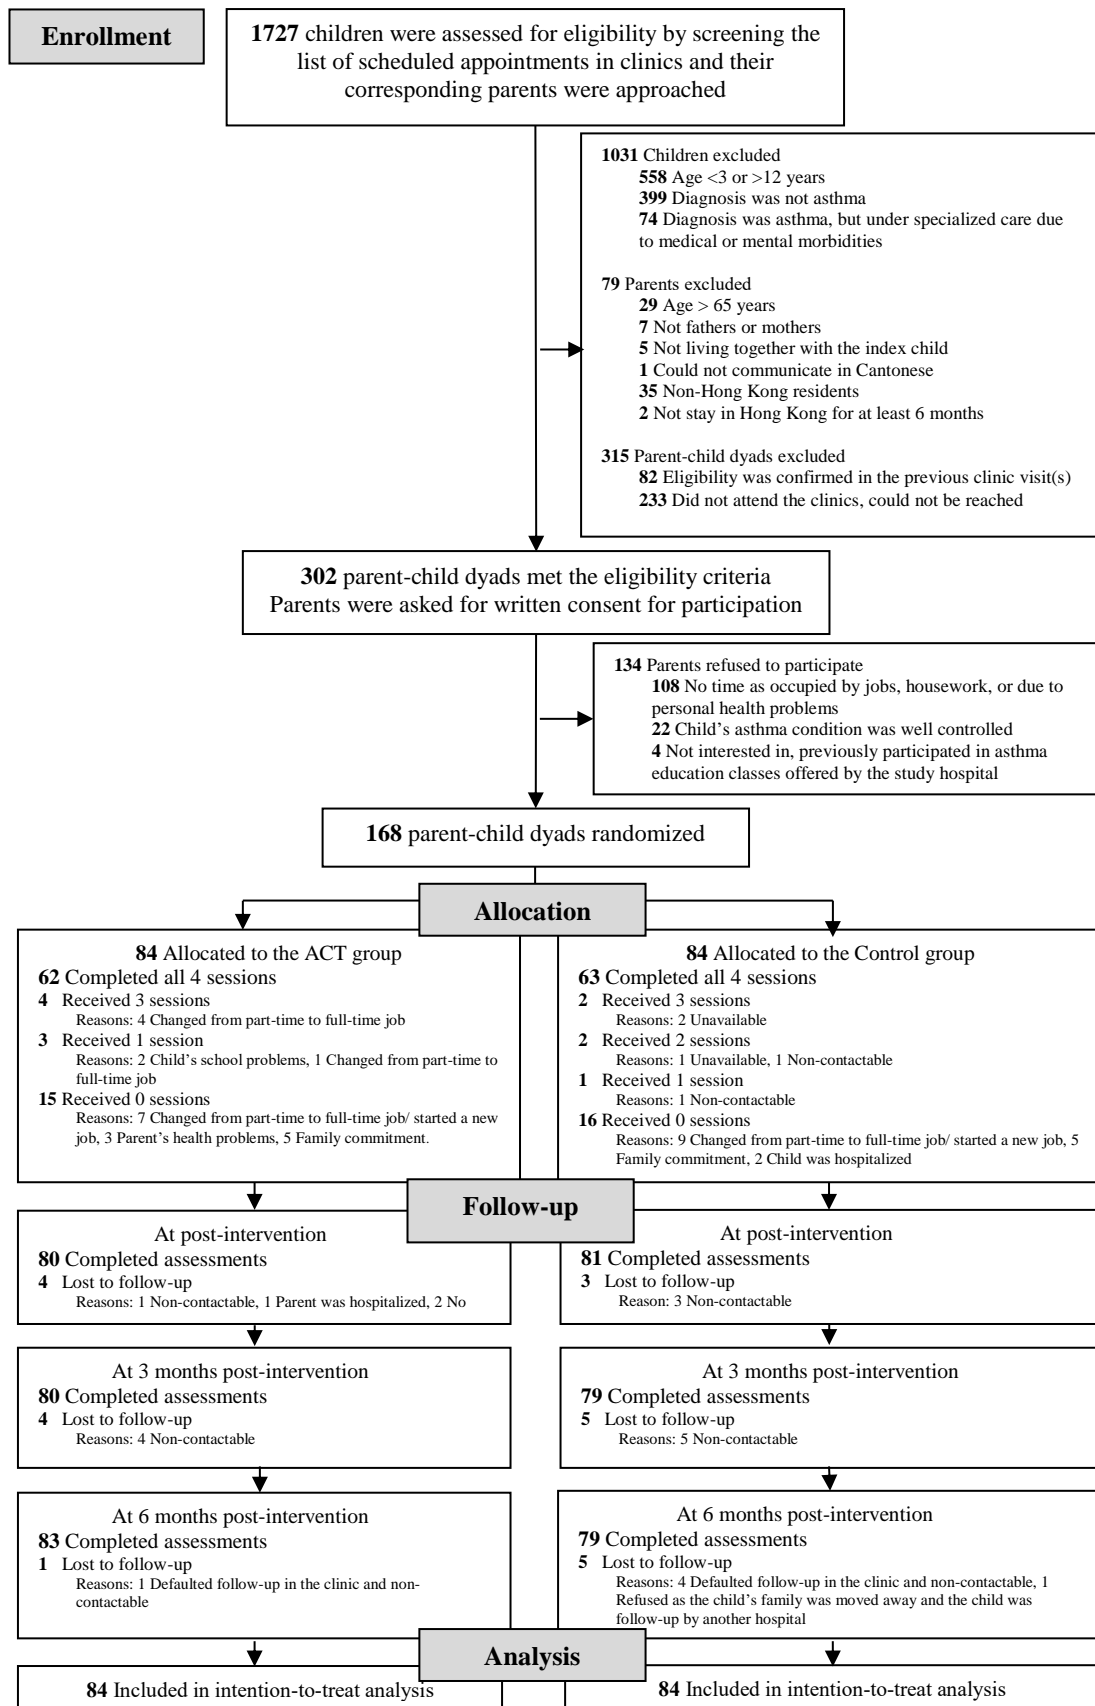 Enrollment
1727 children were assessed for eligibility by screening the
list of scheduled appointments in clinics and their
corresponding parents were approached
1031 Children excluded
558 Age <3 or >12 years
399 Diagnosis was not asthma
74 Diagnosis was asthma, but under specialized care due
to medical or mental morbidities
79 Parents excluded
29 Age > 65 years
7 Not fathers or mothers
5 Not living together with the index child
1 Could not communicate in Cantonese
35 Non-Hong Kong residents
2 Not stay in Hong Kong for at least 6 months
315 Parent-child dyads excluded
82 Eligibility was confirmed in the previous clinic visit(s)
233 Did not attend the clinics, could not be reached
302 parent-child dyads met the eligibility criteria
Parents were asked for written consent for participation
134 Parents refused to participate
108 No time as occupied by jobs, housework, or due to
personal health problems
22 Child's asthma condition was well controlled
4 Not interested in, previously participated in asthma
education classes offered by the study hospital
168 parent-child dyads randomized
Allocation
84 Allocated to the ACT group
62 Completed all 4 sessions
4 Received 3 sessions
Reasons: 4 Changed from part-time to full-time job
3 Received 1 session
Reasons: 2 Child's school problems, 1 Changed from part-time to
full-time job
15 Received 0 sessions
Reasons: 7 Changed from part-time to full-time job/ started a new
job, 3 Parent's health problems, 5 Family commitment.
84 Allocated to the Control group
63 Completed all 4 sessions
2 Received 3 sessions
Reasons: 2 Unavailable
2 Received 2 sessions
Reasons: 1 Unavailable, 1 Non-contactable
1 Received 1 session
Reasons: 1 Non-contactable
16 Received 0 sessions
Reasons: 9 Changed from part-time to full-time job/ started a new job, 5
Family commitment, 2 Child was hospitalized
Follow-up
At post-intervention
80 Completed assessments
4 Lost to follow-up
Reasons: 1 Non-contactable, 1 Parent was hospitalized, 2 No
At post-intervention
81 Completed assessments
3 Lost to follow-up
Reason: 3 Non-contactable
At 3 months post-intervention
80 Completed assessments
4 Lost to follow-up
Reasons: 4 Non-contactable
At 3 months post-intervention
79 Completed assessments
5 Lost to follow-up
Reasons: 5 Non-contactable
At 6 months post-intervention
83 Completed assessments
1 Lost to follow-up
Reasons: 1 Defaulted follow-up in the clinic and non-
contactable
At 6 months post-intervention
79 Completed assessments
5 Lost to follow-up
Reasons: 4 Defaulted follow-up in the clinic and non-contactable, 1
Refused as the child's family was moved away and the child was
follow-up by another hospital
Analysis
84 Included in intention-to-treat analysis
84 Included in intention-to-treat analysis